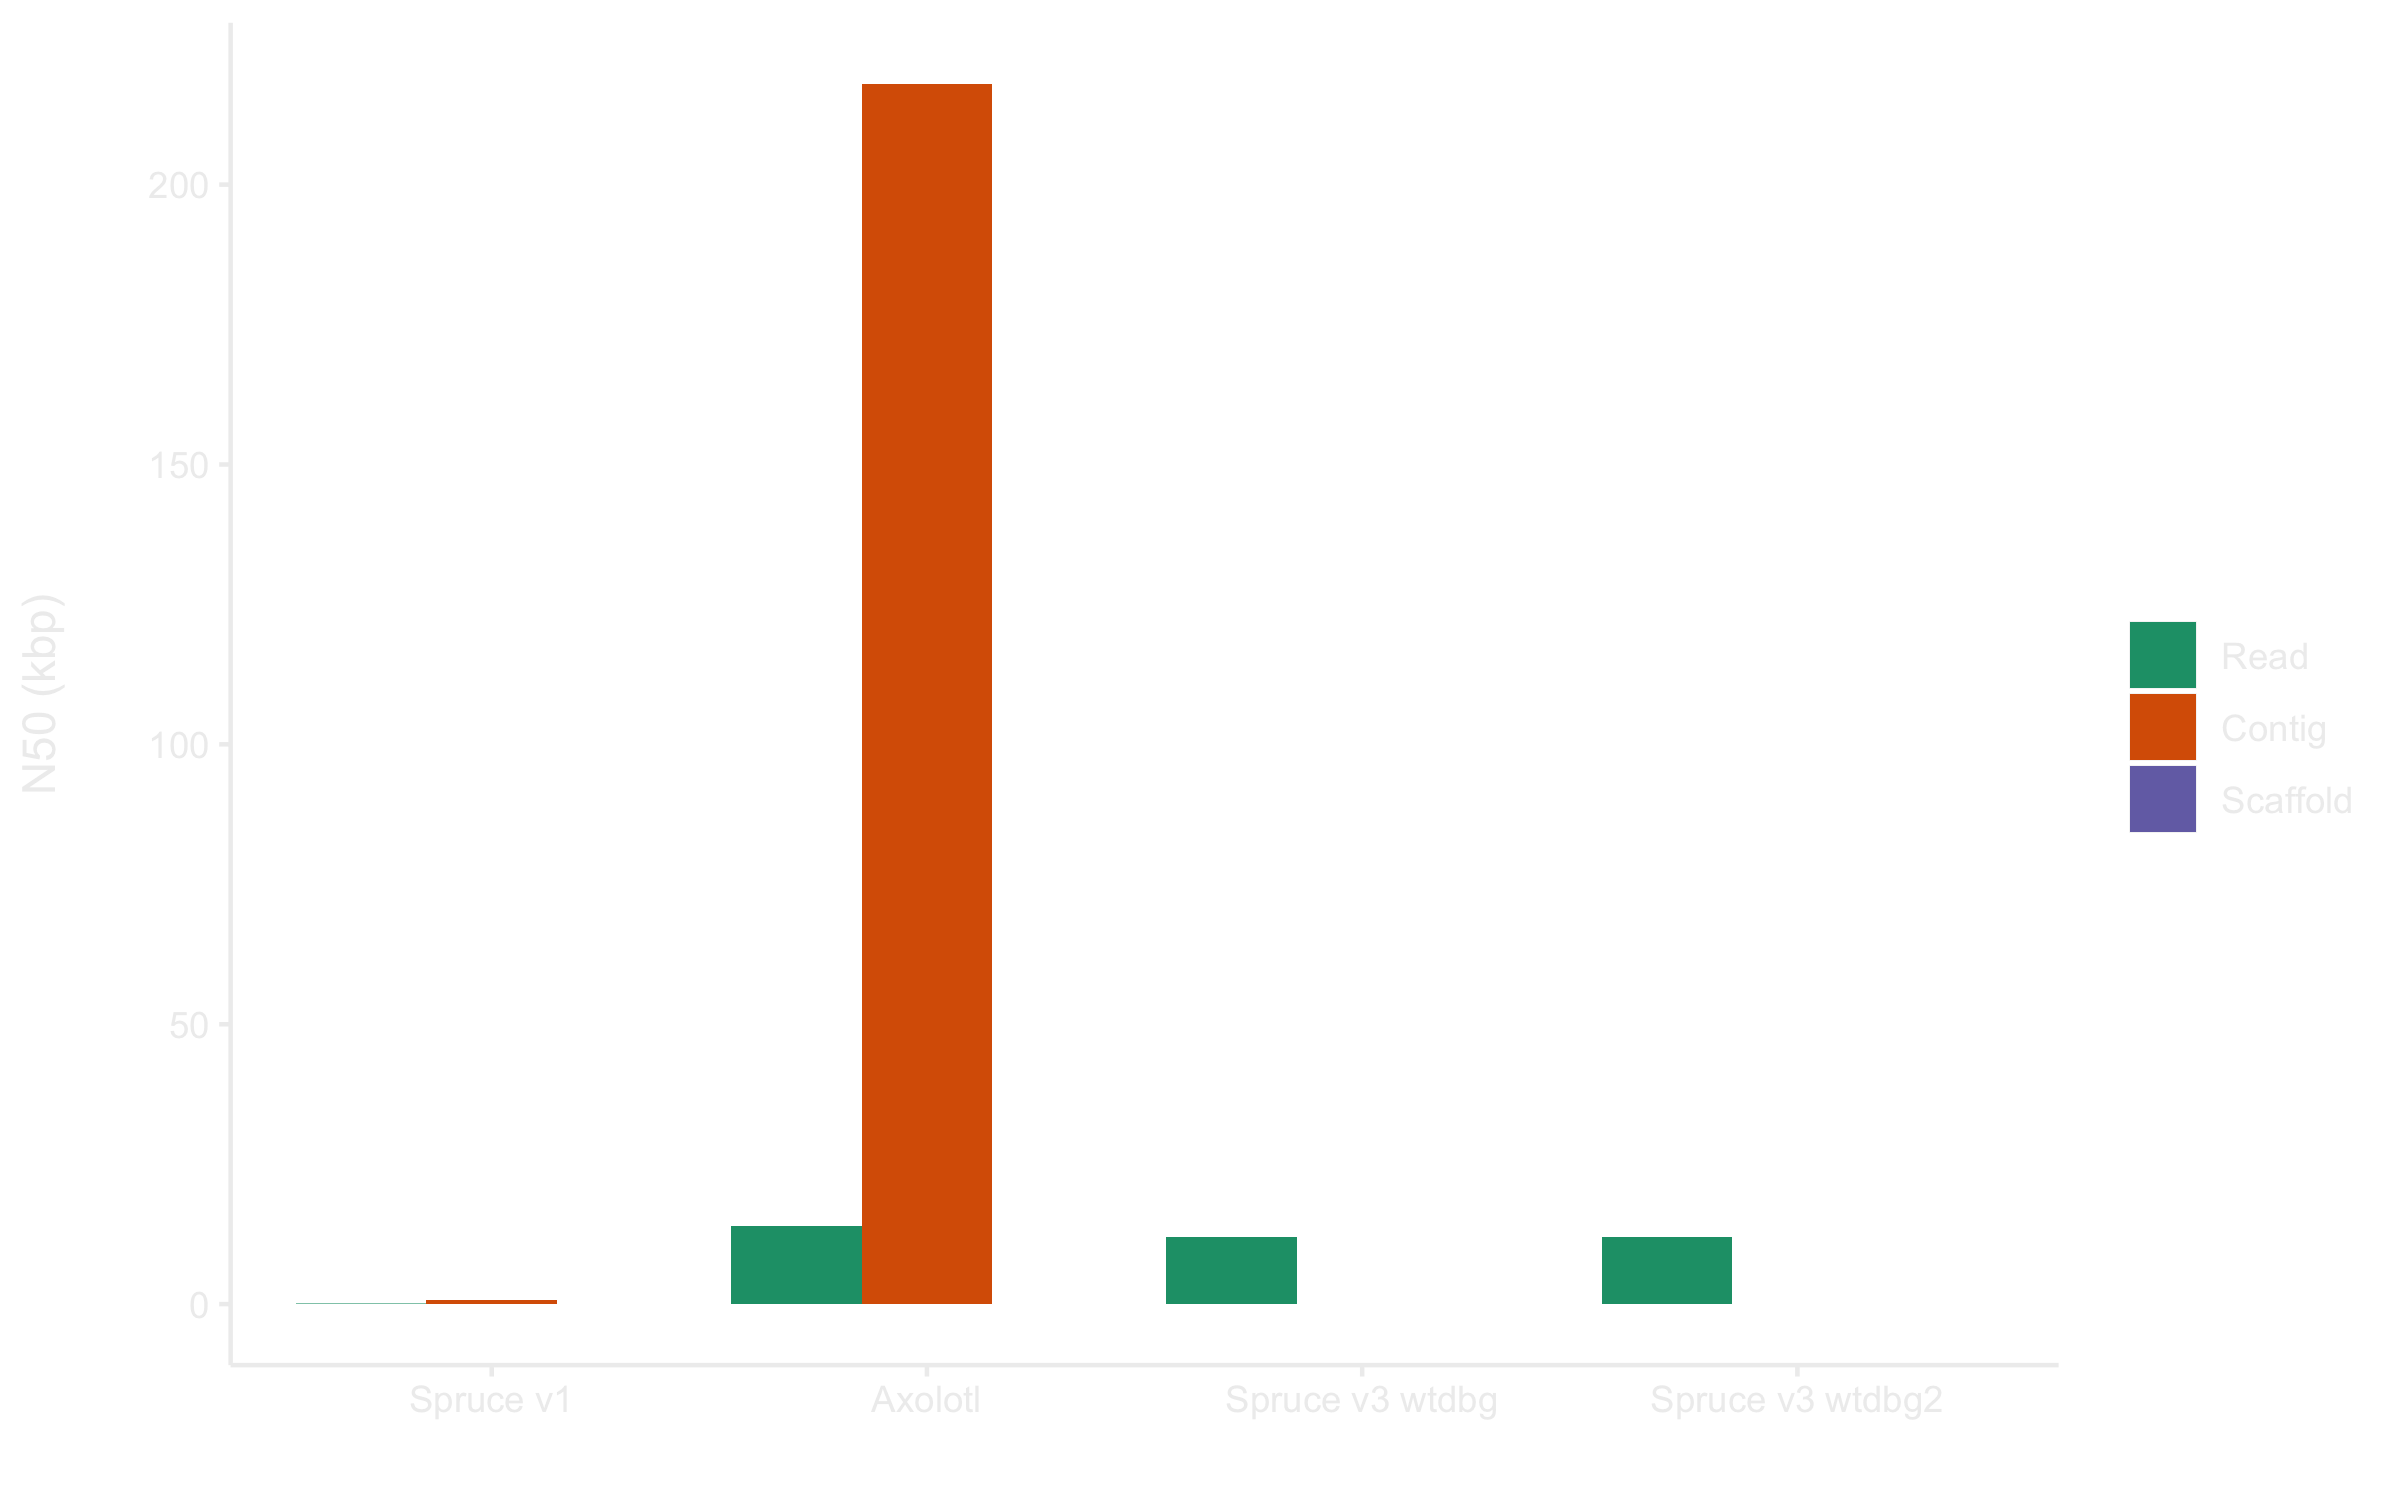 N50 (kbp)
200
150
100
50
0
Spruce v1
Axolotl
Spruce v3 wtdbg
Spruce v3 wtdbg2
Read
Contig
Scaffold